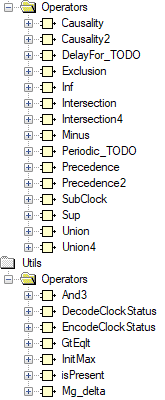 Operators
Causality
Causality2
DelayFor_TODO
Exclusion
Inf
Intersection
Intersection4
Minus
Periodic_TODO
Precedence
Precedence2
SubClock
Sup
Union
Union4
Utils
Operators
And3
DecodeClockStatus
EncodeClockStatus
GtEqlt
InitMax
isPresent
Mg_delta